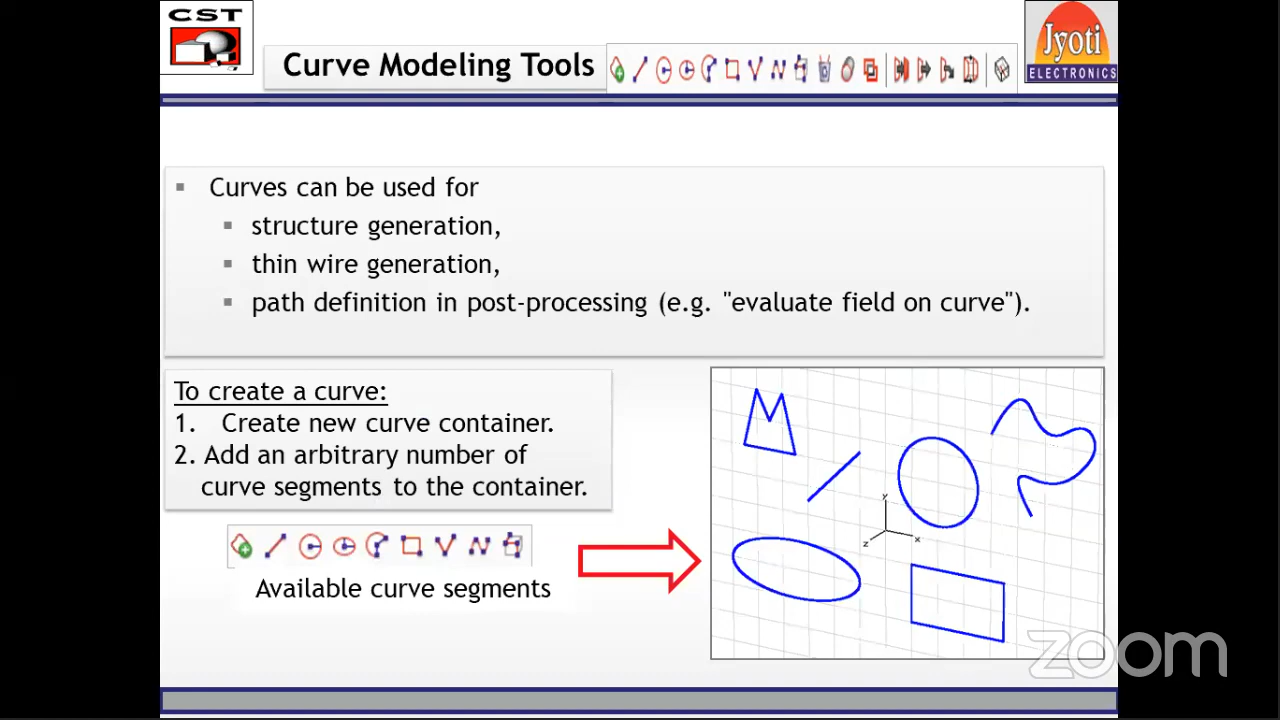 CST
Curve Modeling Tools
Jyoti
ELECTRONICS
▪ Curves can be used for
▪ structure generation,
▪ thin wire generation,
▪ path definition in post-processing (e.g. "evaluate field on curve").
To create a curve:
1. Create new curve container.
2. Add an arbitrary number of
curve segments to the container.
Available curve segments
y
z
x
zoom